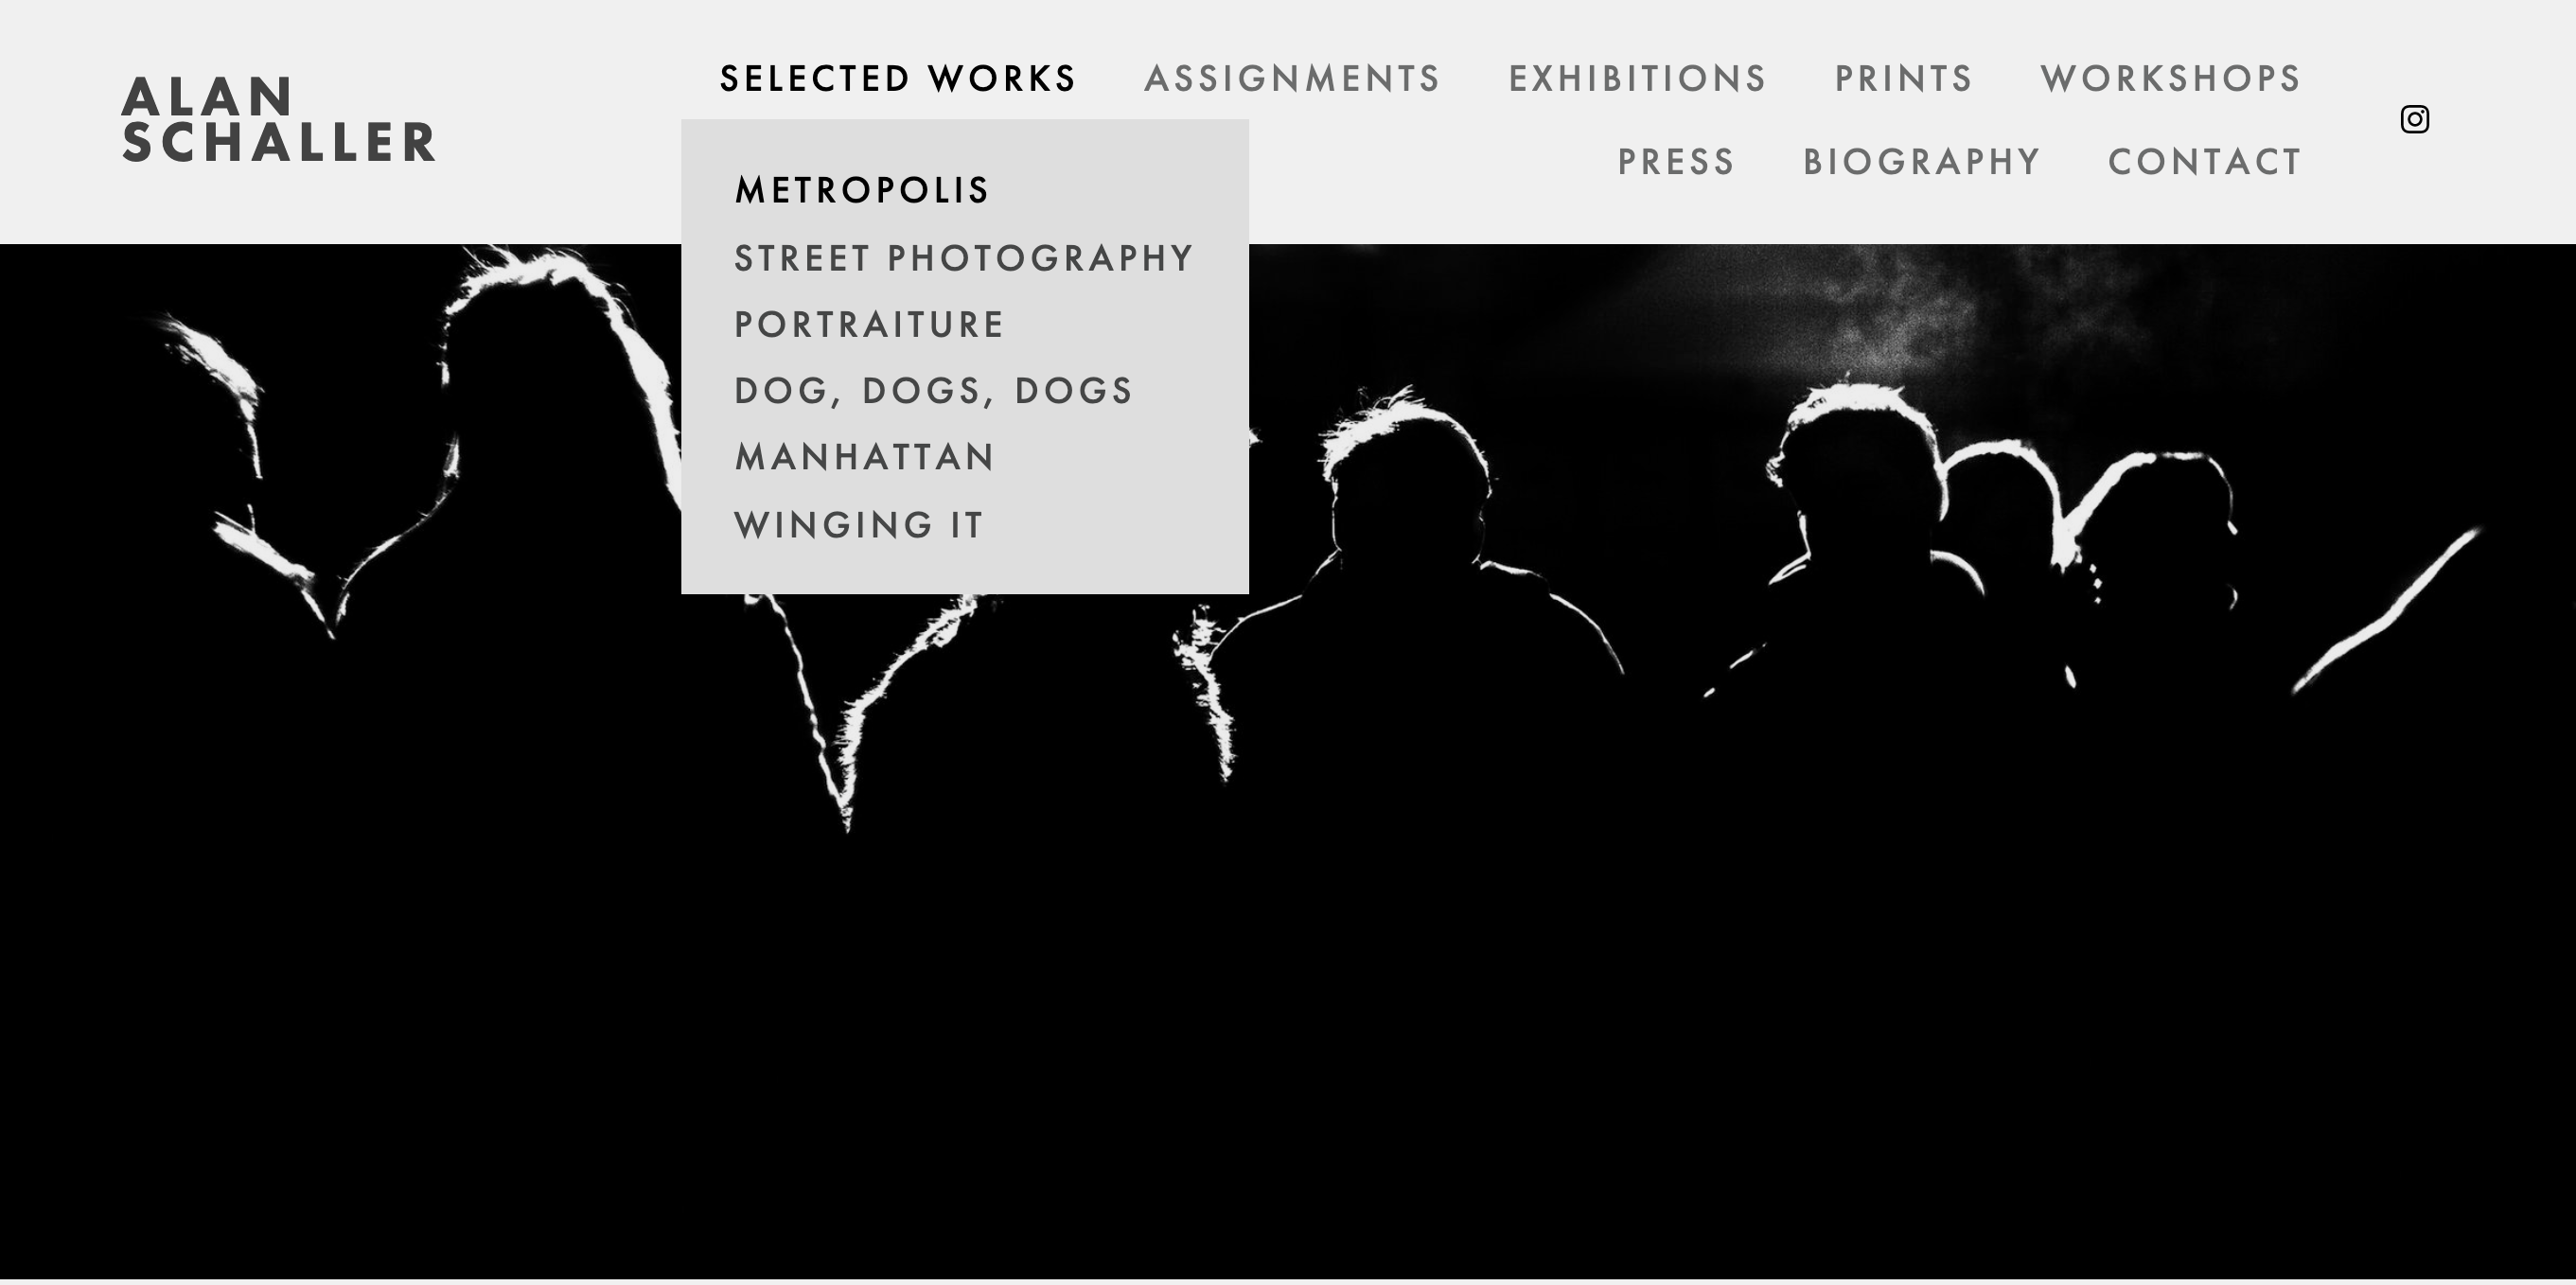 ALAN
SCHALLER
SELECTED WORKS ASSIGNMENTS EXHIBITIONS PRINTS WORKSHOPS
PRESS BIOGRAPHY CONTACT
METROPOLIS
STREET PHOTOGRAPHY
PORTRAITURE
DOG, DOGS, DOGS
MANHATTAN
WINGING IT